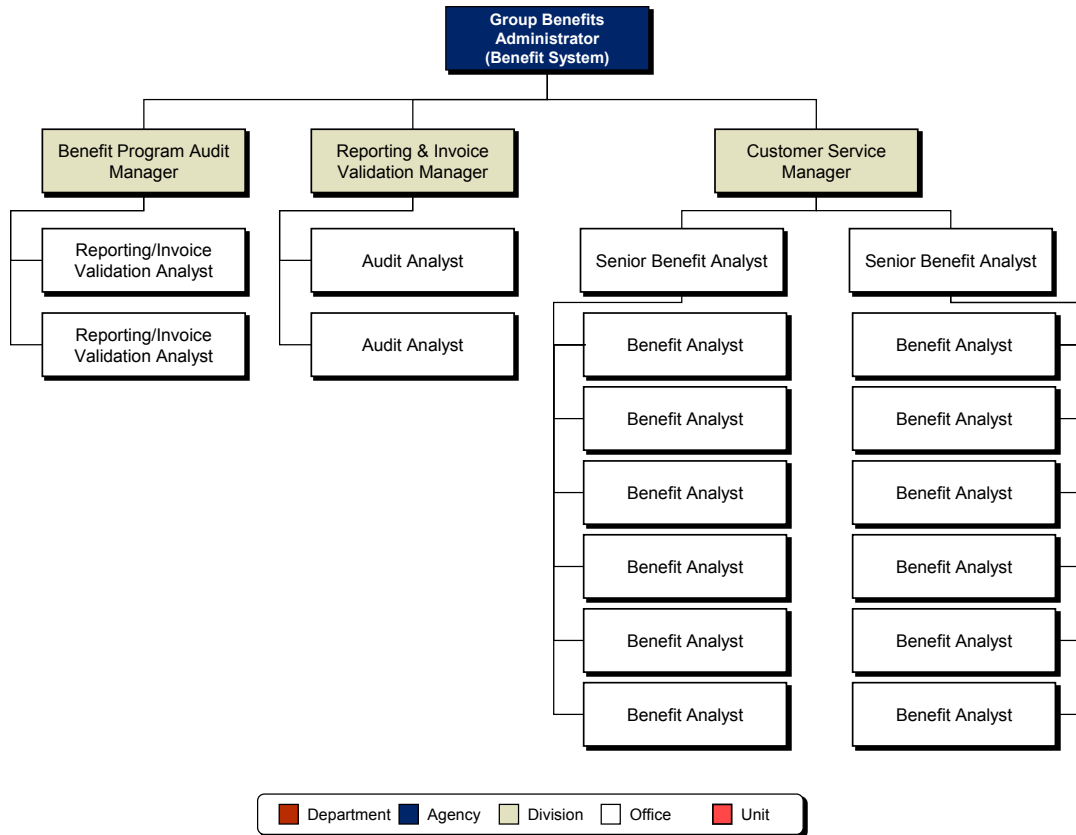 Group Benefits
Administrator
(Benefit System)
Benefit Program Audit
Manager
Reporting & Invoice
Validation Manager
Customer Service
Manager
Reporting/Invoice
Validation Analyst
Audit Analyst
Senior Benefit Analyst
Senior Benefit Analyst
Reporting/Invoice
Validation Analyst
Audit Analyst
Benefit Analyst
Benefit Analyst
Benefit Analyst
Benefit Analyst
Benefit Analyst
Benefit Analyst
Benefit Analyst
Benefit Analyst
Benefit Analyst
Benefit Analyst
Benefit Analyst
Benefit Analyst
Department
Agency
Division
Office
Unit